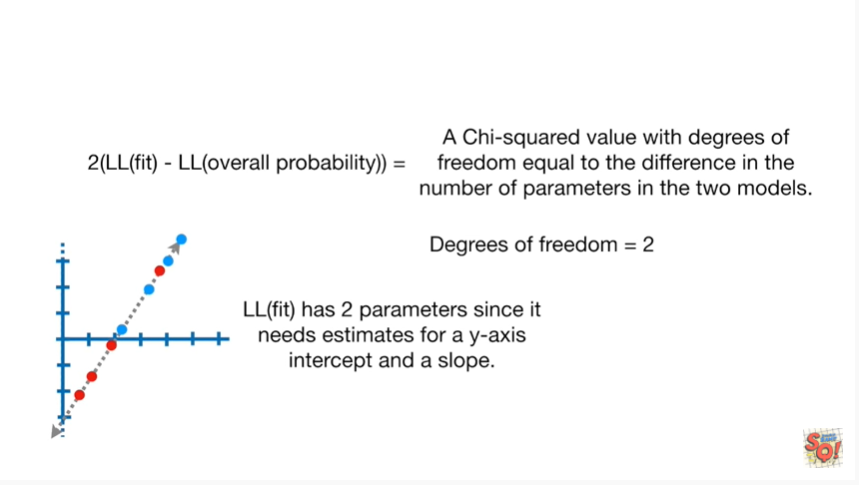 A Chi-squared value with degrees of
2(LL(fit) - LL(overall probability)) = freedom equal to the difference in the
number of parameters in the two models.
Degrees of freedom = 2
LL(fit) has 2 parameters since it
needs estimates for a y-axis
intercept and a slope.
SQ!